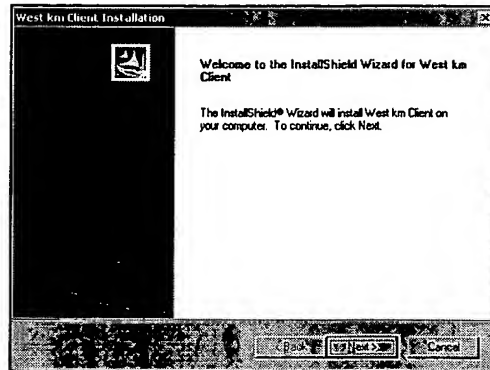 West km Client Installation
Welcome to the InstallShield Wizard for West km
Client
The InstallShield® Wizard will install West km Client on
your computer. To continue, click Next.
< Back
Next >
Cancel